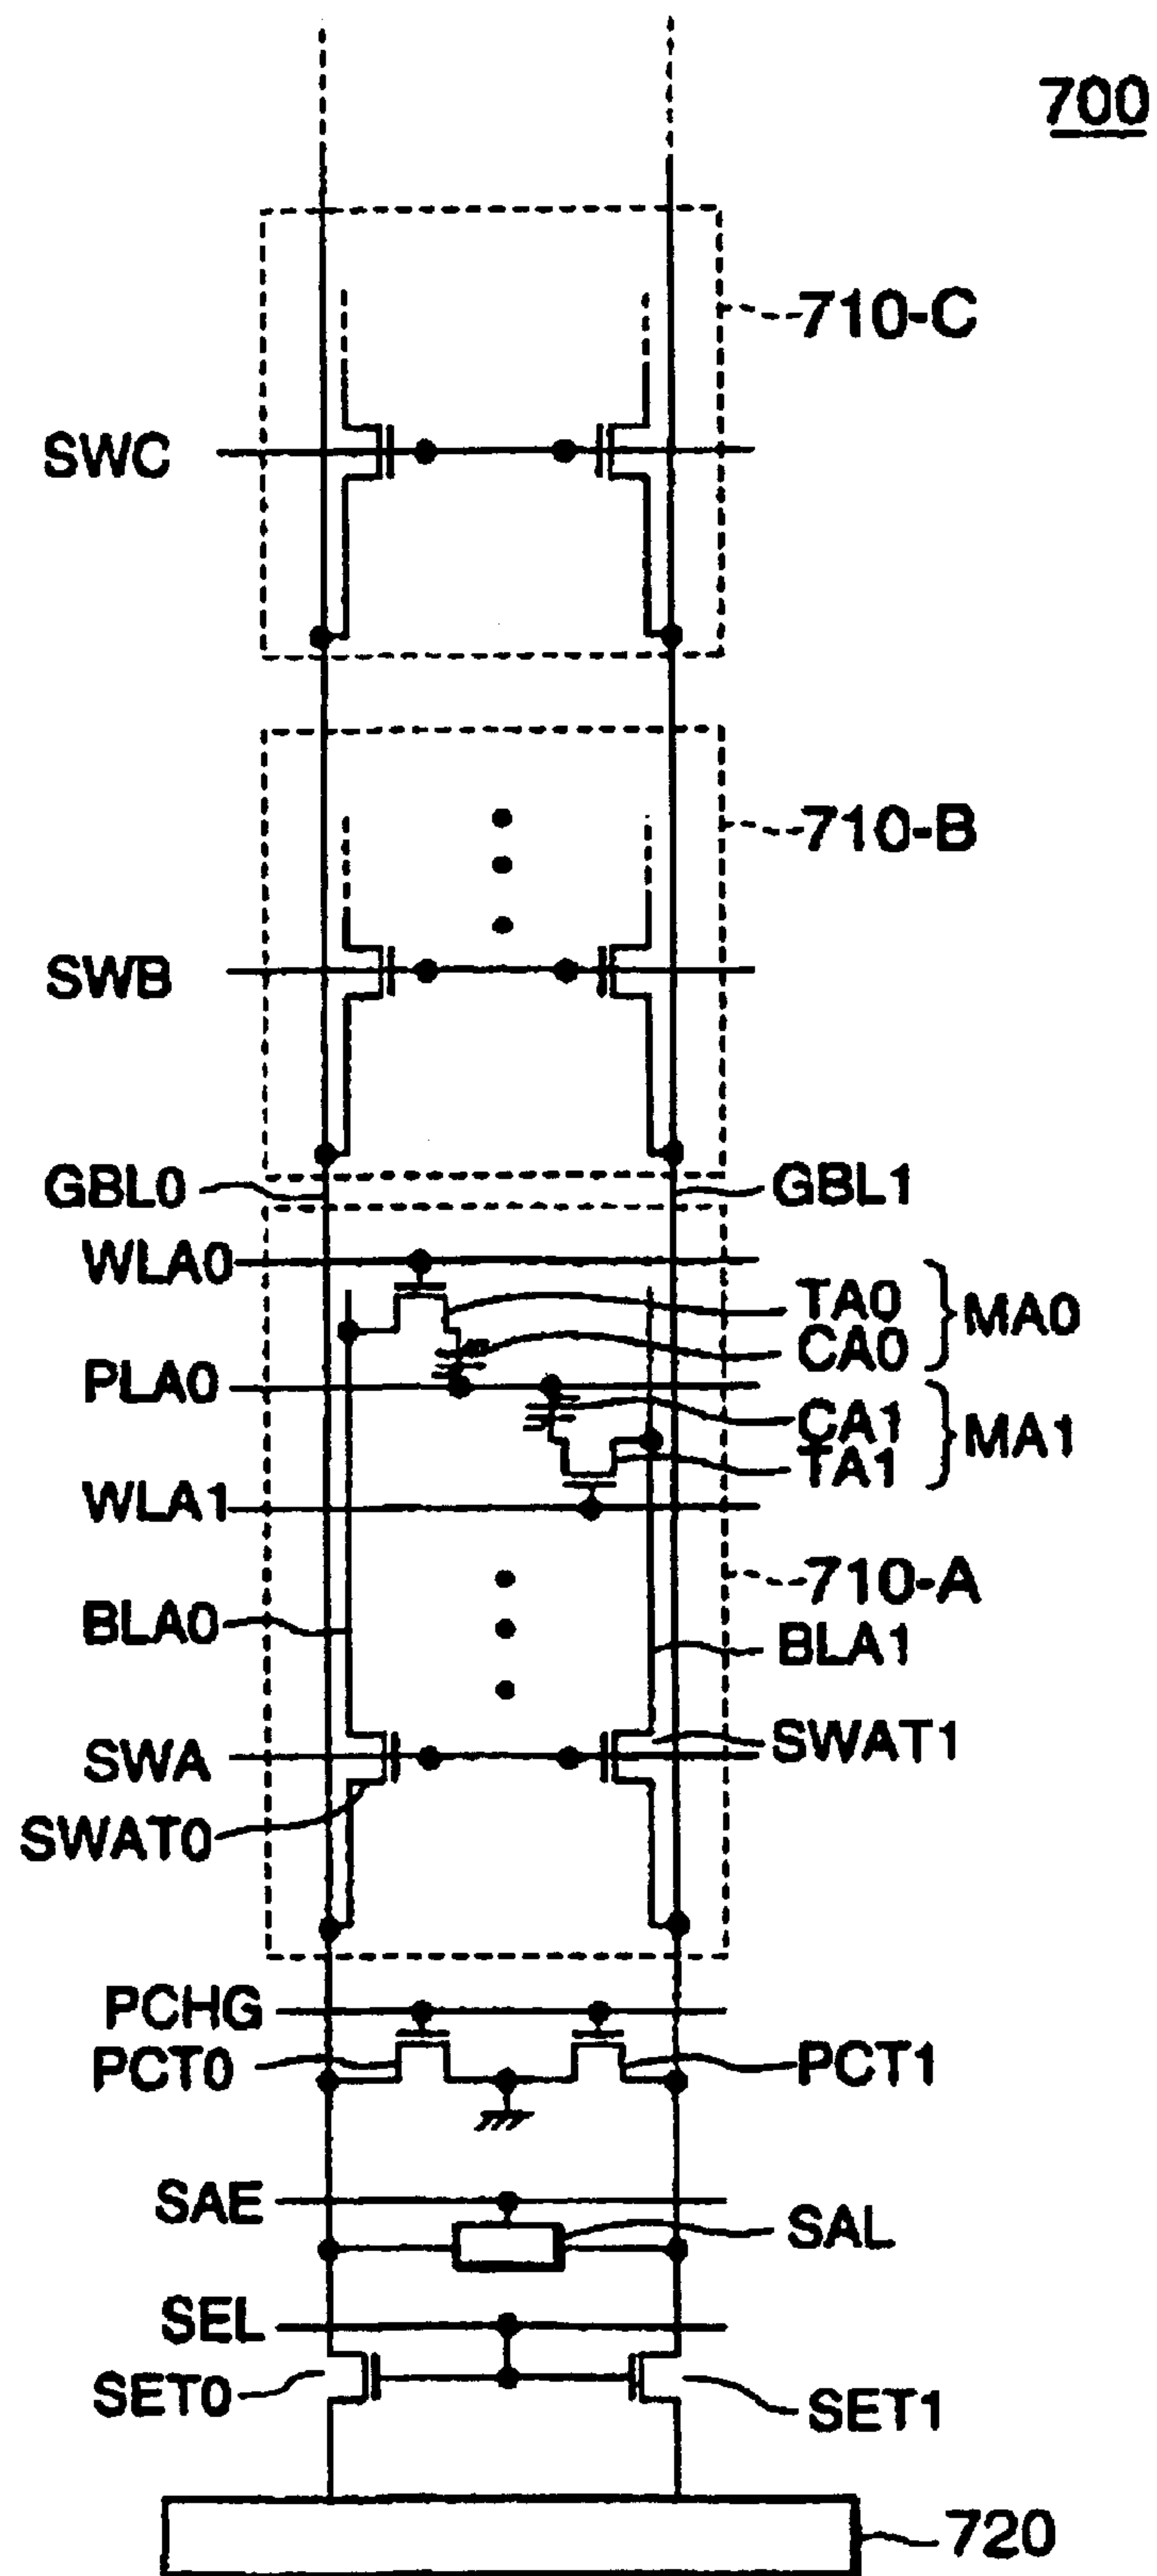 700
710-C
SWC
710-B
SWB
GBL0 GBL1
WLA0
TA0 MA0
CA0
PLA0
CA1 MA1
TA1
WLA1
710-A
BLA0 BLA1
SWA SWAT1
SWAT0
PCHG
PCT0 PCT1
SAE
SAL
SEL
SET0 SET1
720